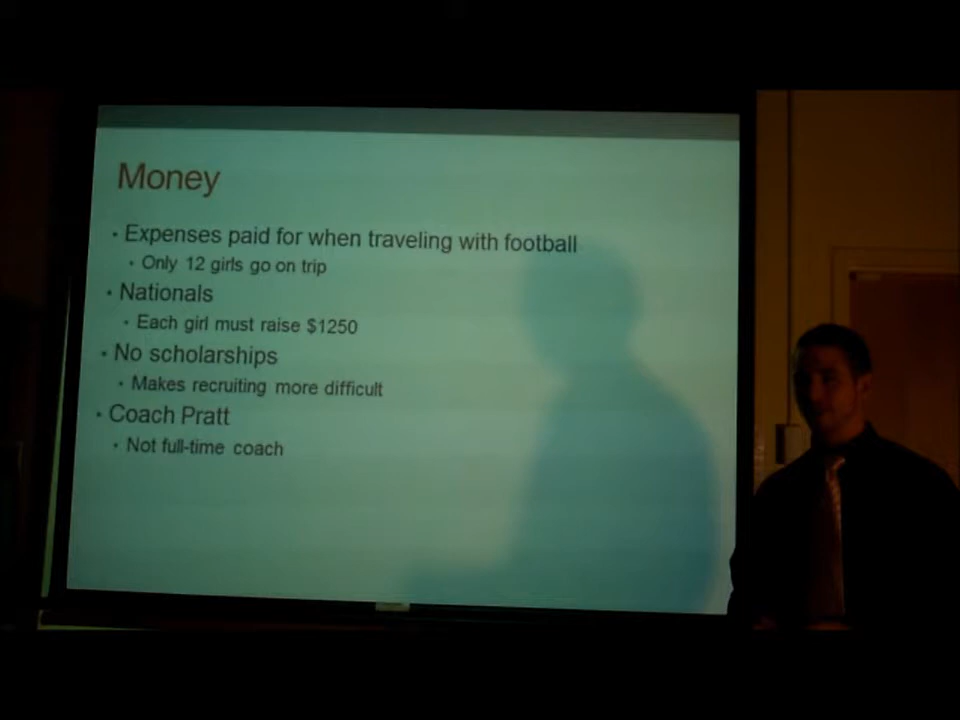 Money
• Expenses paid for when traveling with football
• Only 12 girls go on trip
• Nationals
• Each girl must raise $1250
• No scholarships
• Makes recruiting more difficult
• Coach Pratt
• Not full-time coach